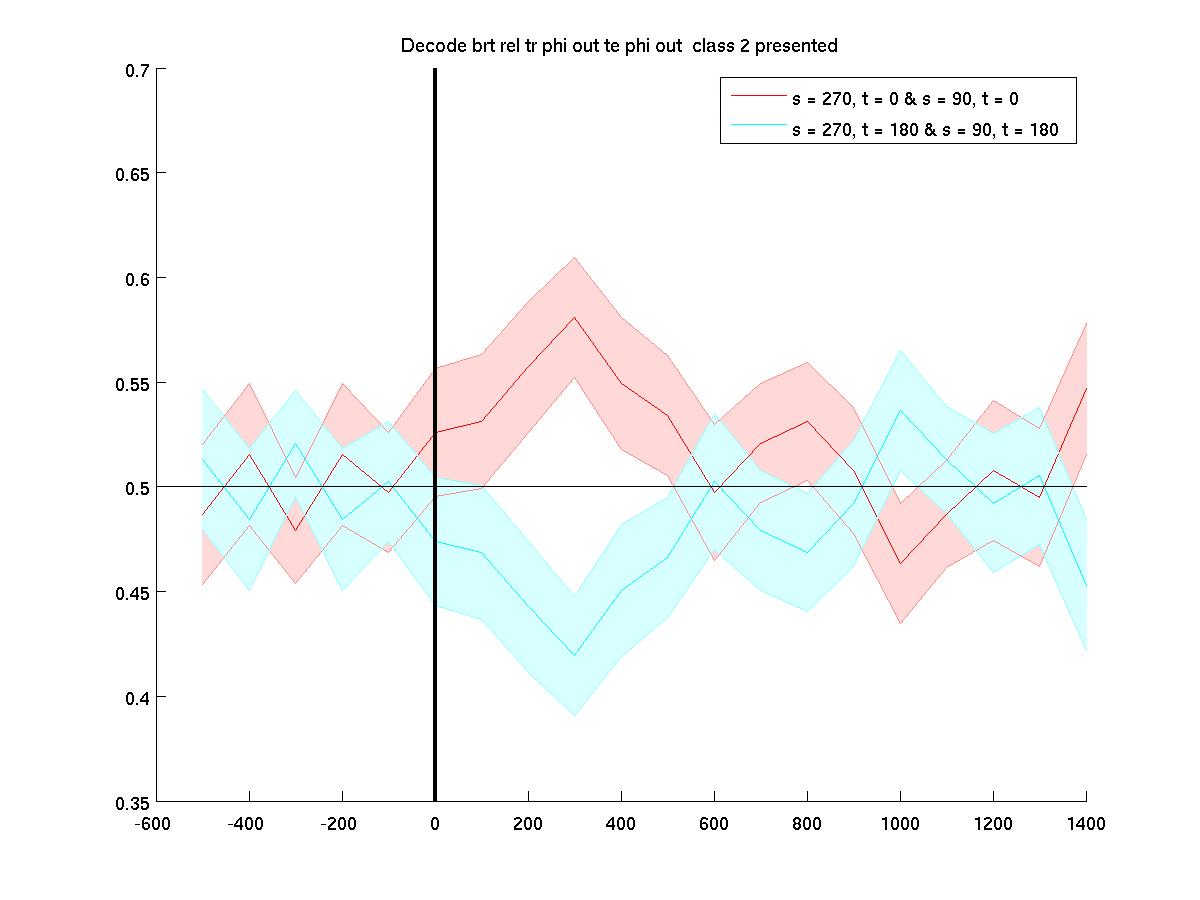 Decode brt rel tr phi out te phi out  class 2 presented
0.7
s = 270, t = 0 & s = 90, t = 0
s = 270, t = 180 & s = 90, t = 180
0.65
0.6
0.55
0.5
0.45
0.4
0.35
-600 -400 -200 0 200 400 600 800 1000 1200 1400